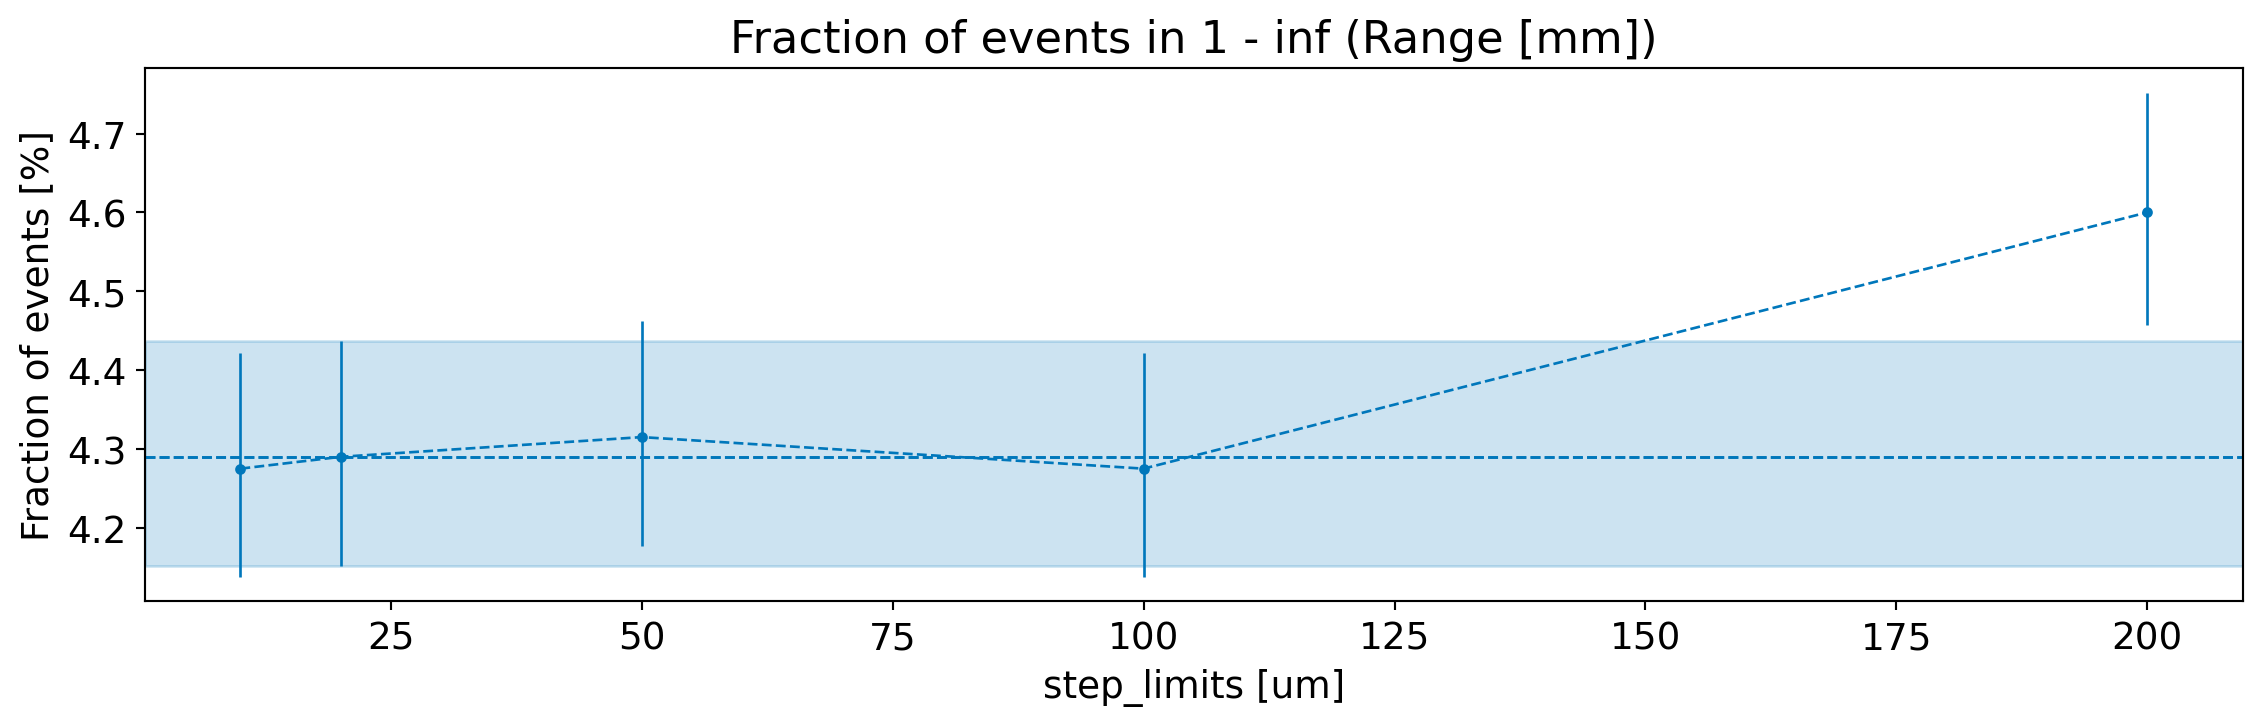 Fraction of events in 1 - inf (Range [mm])
Fraction of events [%]
4.7
4.6
4.5
4.4
4.3
4.2
25 50 75 100 125 150 175 200
step_limits [um]